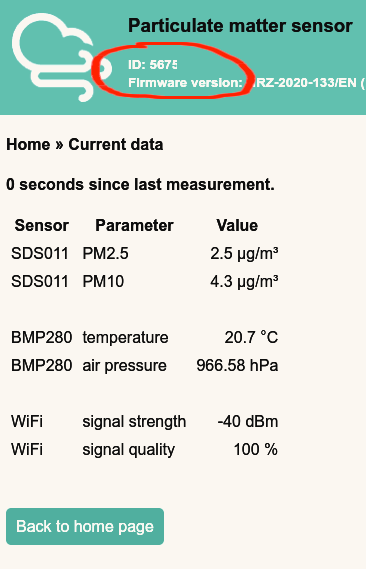 Particulate matter sensor
ID: 5675
Firmware version: NRZ-2020-133/EN (
Home » Current data
0 seconds since last measurement.
Sensor Parameter Value
SDS011 PM2.5 2.5 µg/m³
SDS011 PM10 4.3 µg/m³
BMP280 temperature 20.7 °C
BMP280 air pressure 966.58 hPa
WiFi signal strength -40 dBm
WiFi signal quality 100 %
Back to home page